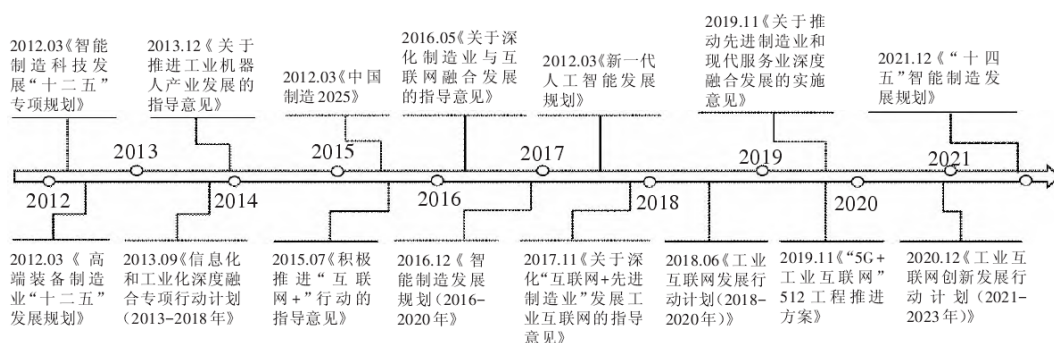 2012.03《智能
制造科技发
展“十二五”
专项规划》
2013.12《关于
推进工业机器
人产业发展的
指导意见》
2012.03《中国
制造2025》
2016.05《关于深
化制造业与互
联网融合发展
的指导意见》
2012.03《新一代
人工智能发展
规划》
2019.11《关于推
动先进制造业和
现代服务业深度
融合发展的实施
意见》
2021.12《“十四
五”智能制造发
展规划》
2013
2015
2017
2019
2021
2012
2014
2016
2018
2020
2012.03《高
端装备制造
业“十二五”
发展规划》
2013.09《信息化
和工业化深度融
合专项行动计划
(2013-2018年》
2015.07《积极
推进“互联
网+”行动的
指导意见》
2016.12《智
能制造发展
规划(2016-
2020年》
2017.11《关于深
化“互联网+先进
制造业”发展工
业互联网的指导
意见》
2018.06《工业
互联网发展行
动计划(2018-
2020年)》
2019.11《“5G+
工业互联网”
512工程推进
方案》
2020.12《工业互
联网创新发展行
动计划(2021-
2023年)》